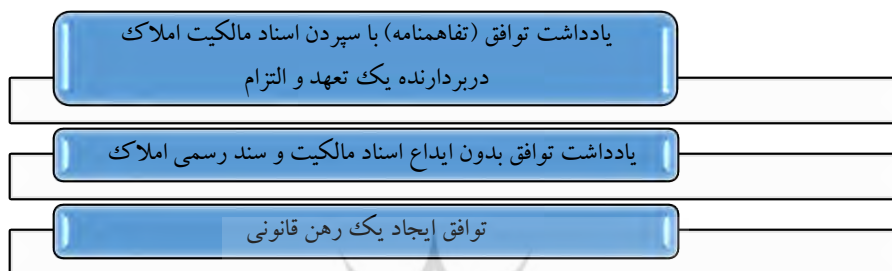 یادداشت توافق (تفاهمنامه) با سپردن اسناد مالکیت املاک
دربردارنده یک تعهد و التزام
یادداشت توافق بدون ایداع اسناد مالکیت و سند رسمی املاک
توافق ایجاد یک رهن قانونی